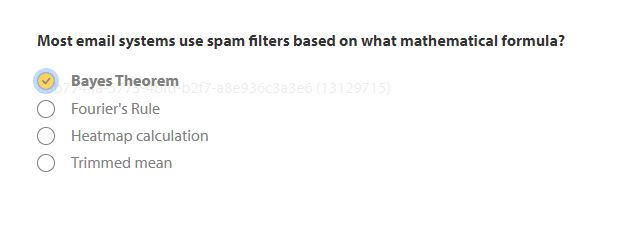 Most email systems use spam filters based on what mathematical formula?
Bayes Theorem
Fourier's Rule
Heatmap calculation
Trimmed mean